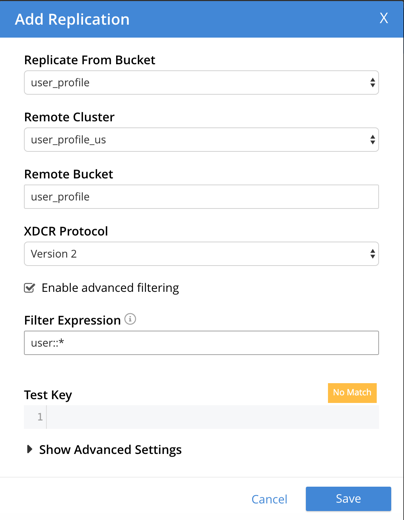 Add Replication X
Replicate From Bucket
user_profile
Remote Cluster
user_profile_us
Remote Bucket
user_profile
XDCR Protocol
Version 2
Enable advanced filtering
Filter Expression i
user::*
Test Key No Match
1
Show Advanced Settings
Cancel Save